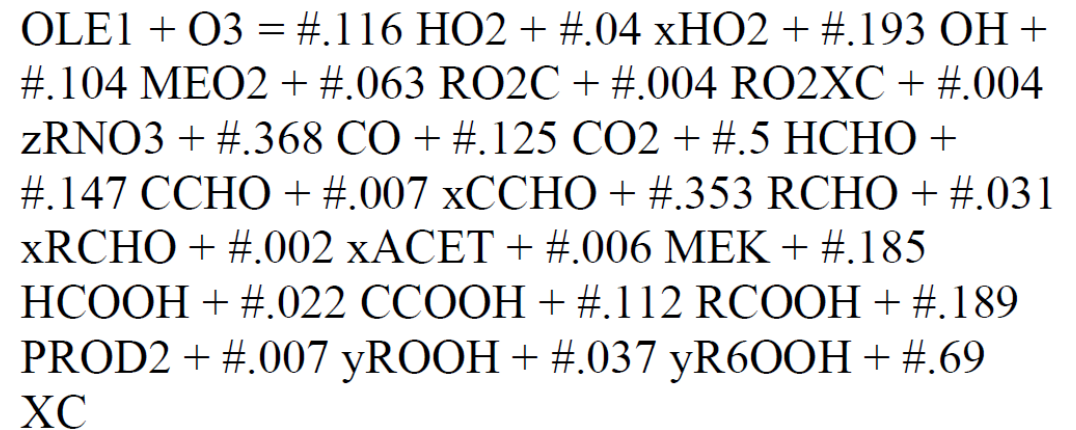 OLE1 + O3 = #.116 HO2 + #.04 xHO2 + #.193 OH +
#.104 MEO2 + #.063 RO2C + #.004 RO2XC + #.004
zRNO3 + #.368 CO + #.125 CO2 + #.5 HCHO +
#.147 CCHO + #.007 xCCHO + #.353 RCHO + #.031
xRCHO + #.002 xACET + #.006 MEK + #.185
HCOOH + #.022 CCOOH + #.112 RCOOH + #.189
PROD2 + #.007 yROOH + #.037 yR6OOH + #.69
XC